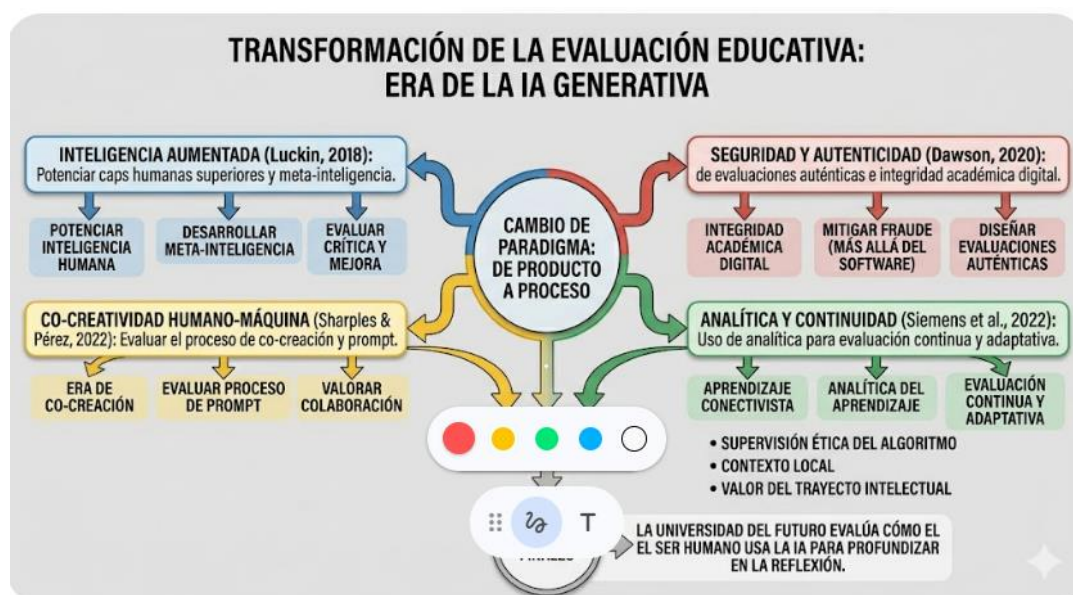 TRANSFORMACIÓN DE LA EVALUACIÓN EDUCATIVA:
ERA DE LA IA GENERATIVA
INTELIGENCIA AUMENTADA (Luckin, 2018):
Potenciar caps humanas superiores y meta-inteligencia.
POTENCIAR
INTELIGENCIA
HUMANA
DESARROLLAR
META-INTELIGENCIA
EVALUAR
CRÍTICA Y
MEJORA
CAMBIO DE
PARADIGMA:
DE PRODUCTO
A PROCESO
SEGURIDAD Y AUTENTICIDAD (Dawson, 2020):
de evaluaciones auténticas e integridad académica digital.
INTEGRIDAD
ACADÉMICA
DIGITAL
MITIGAR FRAUDE
(MÁS ALLÁ DEL
SOFTWARE)
DISEÑAR
EVALUACIONES
AUTÉNTICAS
CO-CREATIVIDAD HUMANO-MÁQUINA (Sharples &
Pérez, 2022): Evaluar el proceso de co-creación y prompt.
ERA DE
CO-CREACIÓN
EVALUAR PROCESO
DE PROMPT
VALORAR
COLABORACIÓN
ANALÍTICA Y CONTINUIDAD (Siemens et al., 2022):
Uso de analítica para evaluación continua y adaptativa.
APRENDIZAJE
CONECTIVISTA
ANALÍTICA DEL
APRENDIZAJE
EVALUACIÓN
CONTINUA Y
ADAPTATIVA
• SUPERVISIÓN ÉTICA DEL ALGORITMO
• CONTEXTO LOCAL
• VALOR DEL TRAYECTO INTELECTUAL
T
LA UNIVERSIDAD DEL FUTURO EVALÚA CÓMO EL
EL SER HUMANO USA LA IA PARA PROFUNDIZAR
EN LA REFLEXIÓN.